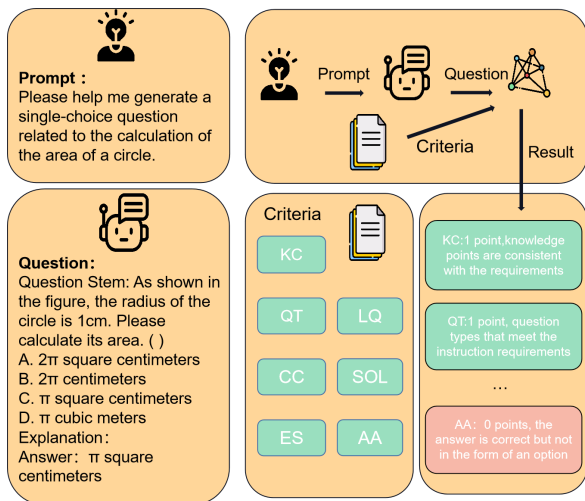 Prompt :
Please help me generate a
single-choice question
related to the calculation of
the area of a circle.
Prompt
Question
Criteria
Result
Question:
Question Stem: As shown in
the figure, the radius of the
circle is 1cm. Please
calculate its area. ( )
A. 2π square centimeters
B. 2π centimeters
C. π square centimeters
D. π cubic meters
Explanation:
Answer: π square
centimeters
Criteria
KC
QT
LQ
CC
SOL
ES
AA
KC:1 point,knowledge
points are consistent
with the requirements
QT:1 point, question
types that meet the
instruction requirements
...
AA: 0 points, the
answer is correct but not
in the form of an option